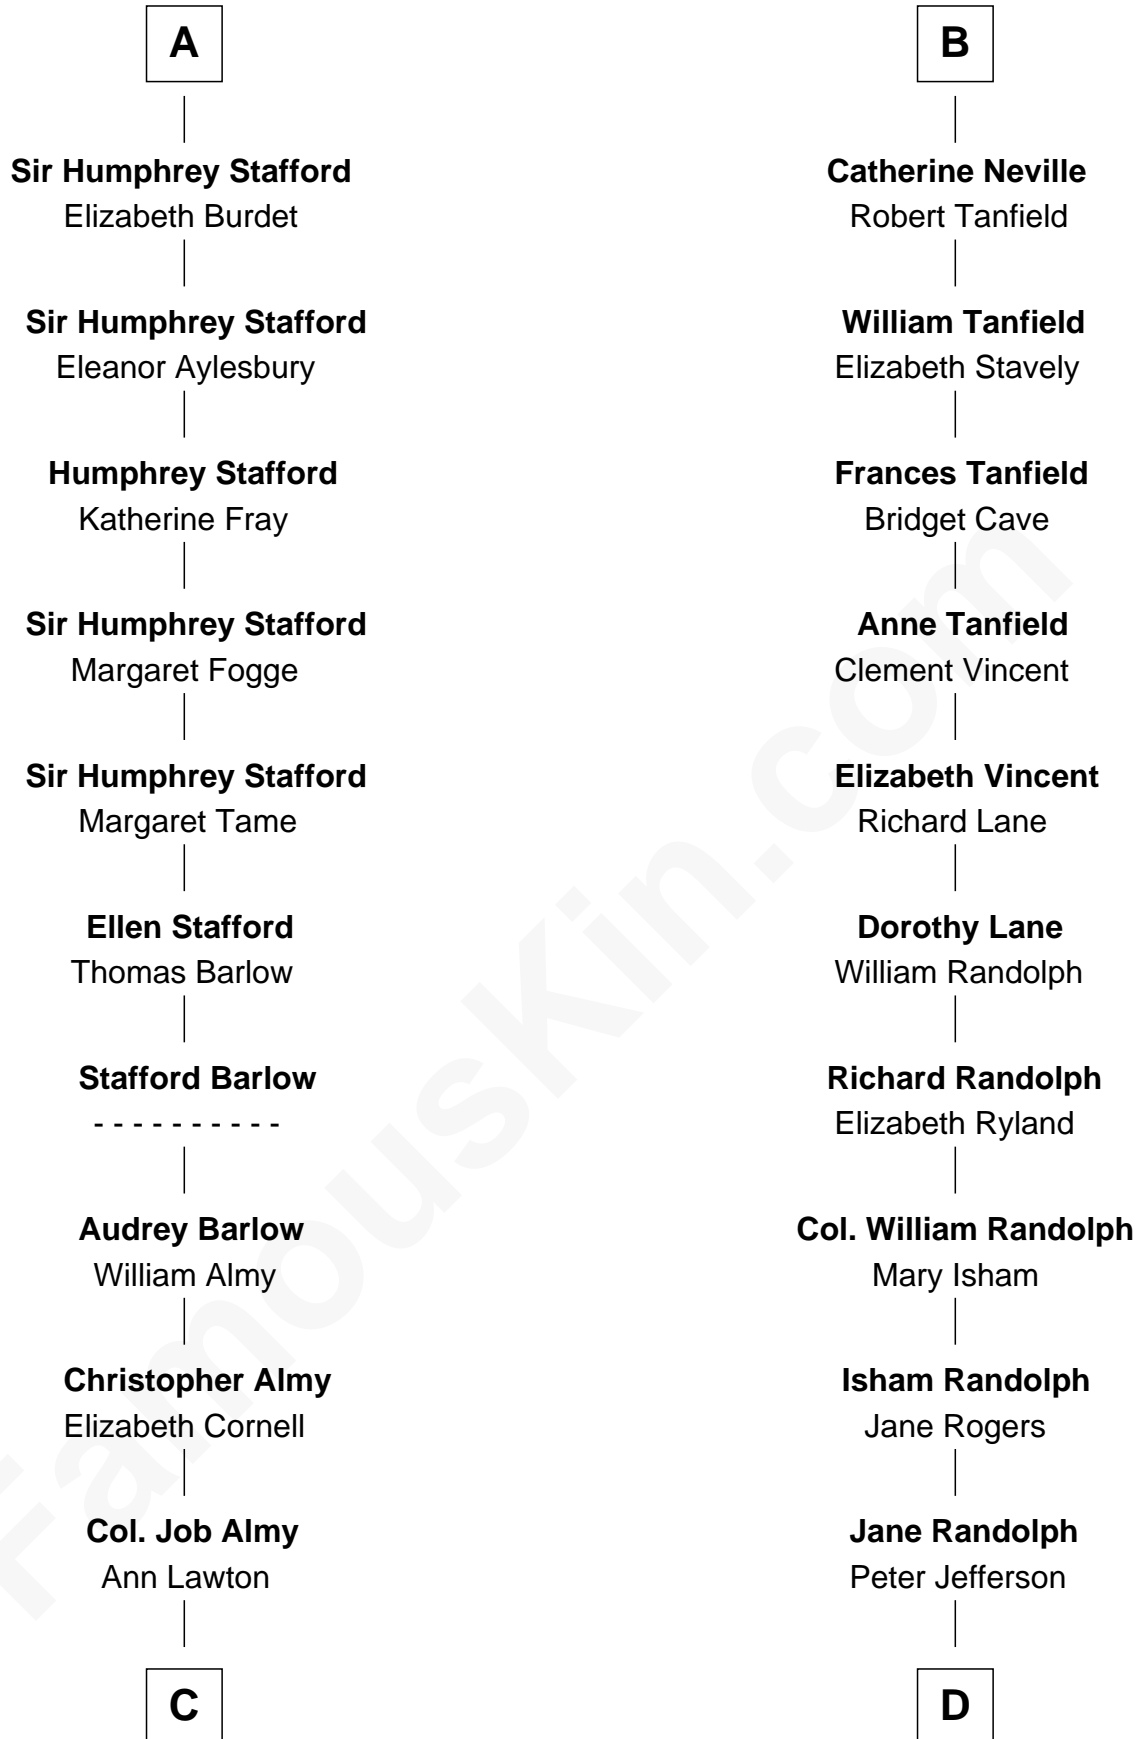 A
Sir Humphrey Stafford
Elizabeth Burdet
Sir Humphrey Stafford
Eleanor Aylesbury
Humphrey Stafford
Katherine Fray
Sir Humphrey Stafford
Margaret Fogge
Sir Humphrey Stafford
Margaret Tame
Ellen Stafford
Thomas Barlow
Stafford Barlow
- - - - - - - - - -
Audrey Barlow
William Almy
Christopher Almy
Elizabeth Cornell
Col. Job Almy
Ann Lawton
C
B
Catherine Neville
Robert Tanfield
William Tanfield
Elizabeth Stavely
Frances Tanfield
Bridget Cave
Anne Tanfield
Clement Vincent
Elizabeth Vincent
Richard Lane
Dorothy Lane
William Randolph
Richard Randolph
Elizabeth Ryland
Col. William Randolph
Mary Isham
Isham Randolph
Jane Rogers
Jane Randolph
Peter Jefferson
D
FamousKin.com